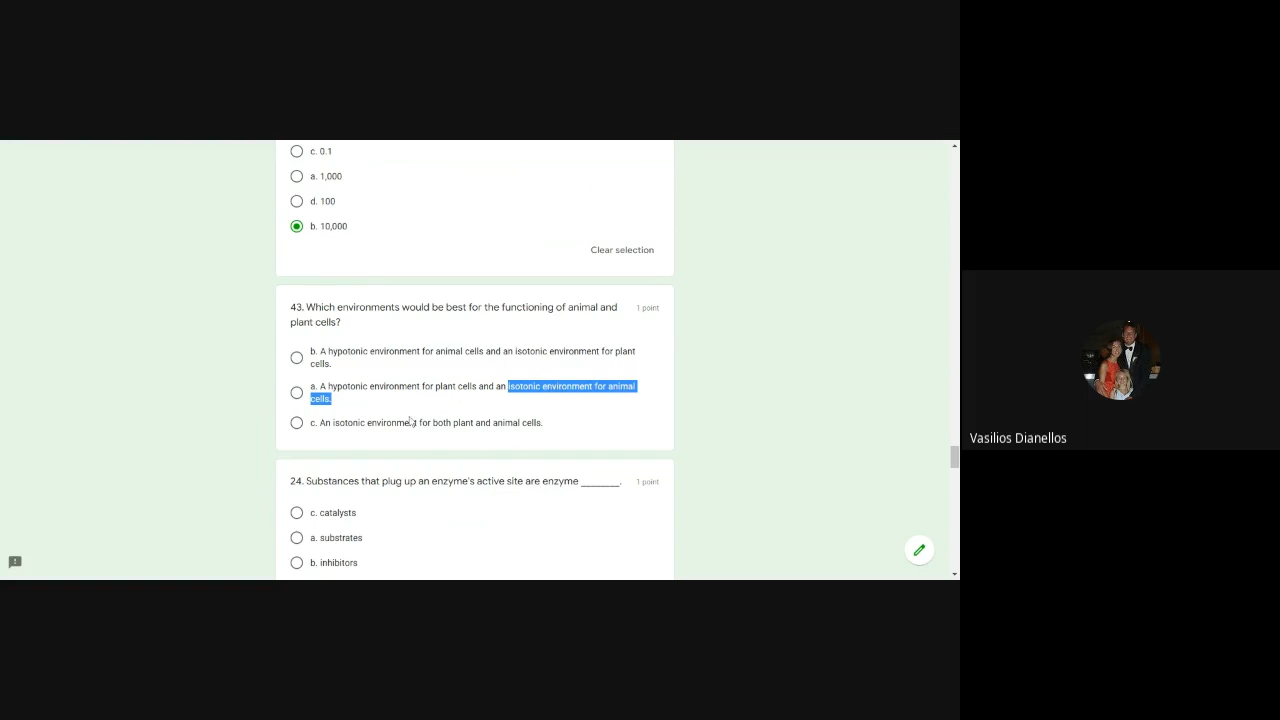 c. 0.1
a. 1,000
d. 100
b. 10,000
Clear selection
43. Which environments would be best for the functioning of animal and
plant cells?
1 point
b. A hypotonic environment for animal cells and an isotonic environment for plant
cells.
a. A hypotonic environment for plant cells and an isotonic environment for animal
cells.
c. An isotonic environment for both plant and animal cells.
24. Substances that plug up an enzyme's active site are enzyme ________.
1 point
c. catalysts
a. substrates
b. inhibitors
Vasilios Dianellos